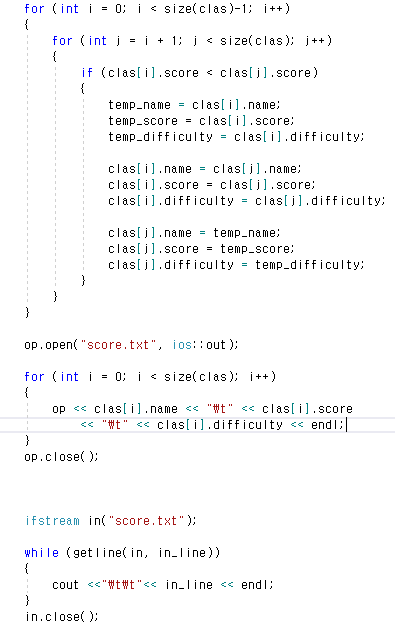 for (int i = 0; i < size(clas)-1; i++)
{
for (int j = i + 1; j < size(clas); j++)
{
if (clas[i].score < clas[j].score)
{
temp_name = clas[i].name;
temp_score = clas[i].score;
temp_difficulty = clas[i].difficulty;
clas[i].name = clas[j].name;
clas[i].score = clas[j].score;
clas[i].difficulty = clas[j].difficulty;
clas[j].name = temp_name;
clas[j].score = temp_score;
clas[j].difficulty = temp_difficulty;
}
}
}
op.open("score.txt", ios::out);
for (int i = 0; i < size(clas); i++)
{
op << clas[i].name << "₩t" << clas[i].score
<< "₩t" << clas[i].difficulty << endl;
}
op.close();
ifstream in("score.txt");
while (getline(in, in_line))
{
cout <<"₩t₩t"<< in_line << endl;
}
in.close();